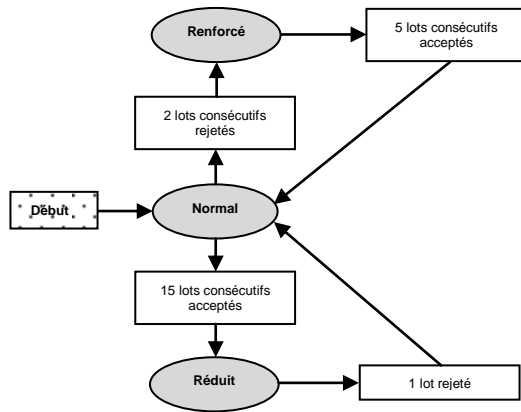 Renforcé
5 lots consécutifs
acceptés
2 lots consécutifs
rejetés
Début
Normal
15 lots consécutifs
acceptés
Réduit
1 lot rejeté